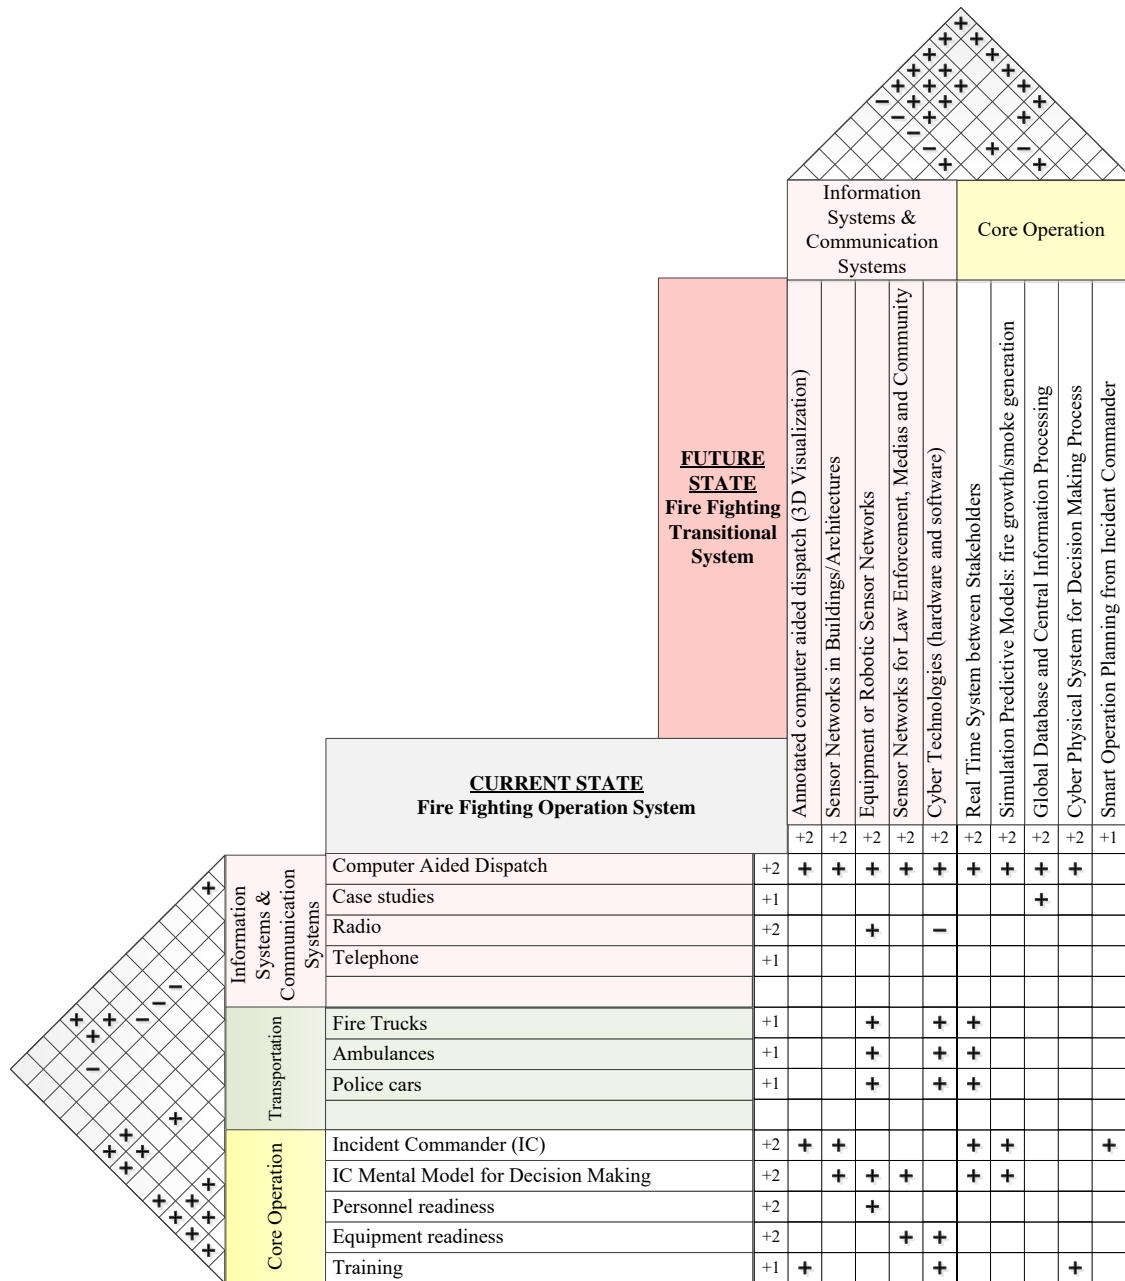 Information
Systems &
Communication
Systems
Core Operation
FUTURE
STATE
Fire Fighting
Transitional
System
Annotated computer aided dispatch (3D Visualization)
Sensor Networks in Buildings/Architectures
Equipment or Robotic Sensor Networks
Sensor Networks for Law Enforcement, Medias and Community
Cyber Technologies (hardware and software)
Real Time System between Stakeholders
Simulation Predictive Models: fire growth/smoke generation
Global Database and Central Information Processing
Cyber Physical System for Decision Making Process
Smart Operation Planning from Incident Commander
CURRENT STATE
Fire Fighting Operation System
+2 +2 +2 +2 +2 +2 +2 +2 +2 +1
Information
Systems &
Communication
Systems
Computer Aided Dispatch +2 + + + + + + + + +
Case studies +1 +
Radio +2 + −
Telephone +1
Transportation
Fire Trucks +1 + + +
Ambulances +1 + + +
Police cars +1 + + +
Core Operation
Incident Commander (IC) +2 + + + + +
IC Mental Model for Decision Making +2 + + + + +
Personnel readiness +2 +
Equipment readiness +2 + +
Training +1 + + +